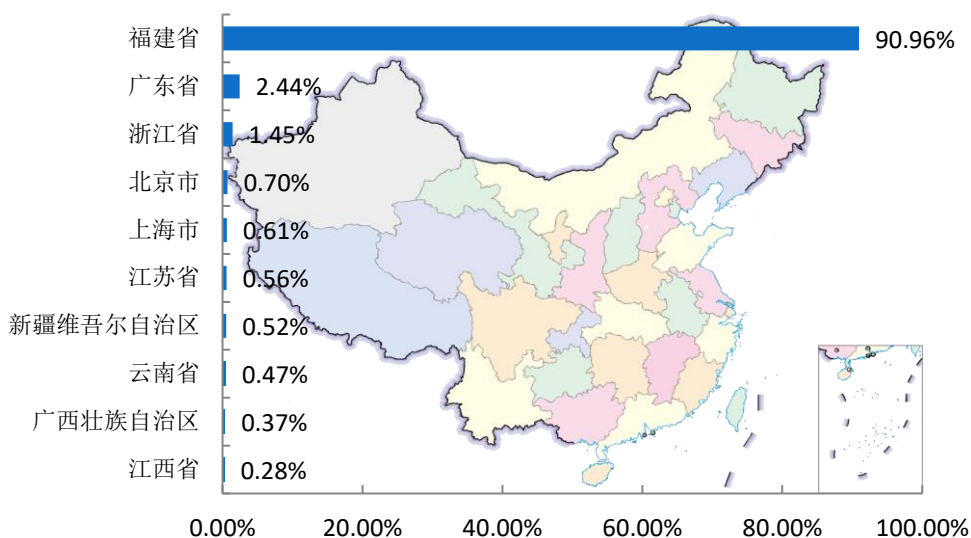 福建省 90.96%
广东省 2.44%
浙江省 1.45%
北京市 0.70%
上海市 0.61%
江苏省 0.56%
新疆维吾尔自治区 0.52%
云南省 0.47%
广西壮族自治区 0.37%
江西省 0.28%
0.00% 20.00% 40.00% 60.00% 80.00% 100.00%